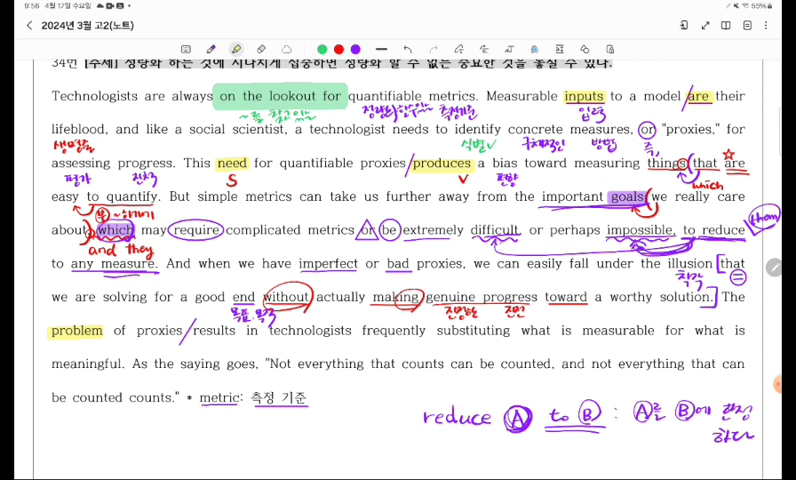 9:56 4월 17일 수요일
55%
2024년 3월 고2(노트)
34번 [주제] 정량화 하는 것에 지나치게 집중하면 정량화 할 수 없는 중요한 것을 놓칠 수 있다.
Technologists are always on the lookout for quantifiable metrics. Measurable inputs to a model are their
~를 찾고 있는 정량화할 수 있는 측정기준 입력
lifeblood, and like a social scientist, a technologist needs to identify concrete measures, or "proxies," for
생명줄 식별 구체적인 방법 즉,
assessing progress. This need for quantifiable proxies produces a bias toward measuring things that are
평가 진척 S V 편향 which
easy to quantify. But simple metrics can take us further away from the important goals we really care
부 ~하기에
about, which may require complicated metrics, or be extremely difficult or perhaps impossible, to reduce
and they them
to any measure. And when we have imperfect or bad proxies, we can easily fall under the illusion that
착각
we are solving for a good end without actually making genuine progress toward a worthy solution. The
목표, 목적 진정한 진전
problem of proxies results in technologists frequently substituting what is measurable for what is
meaningful. As the saying goes, "Not everything that counts can be counted, and not everything that can
be counted counts." * metric: 측정 기준
reduce A to B : A를 B에 한정
하다